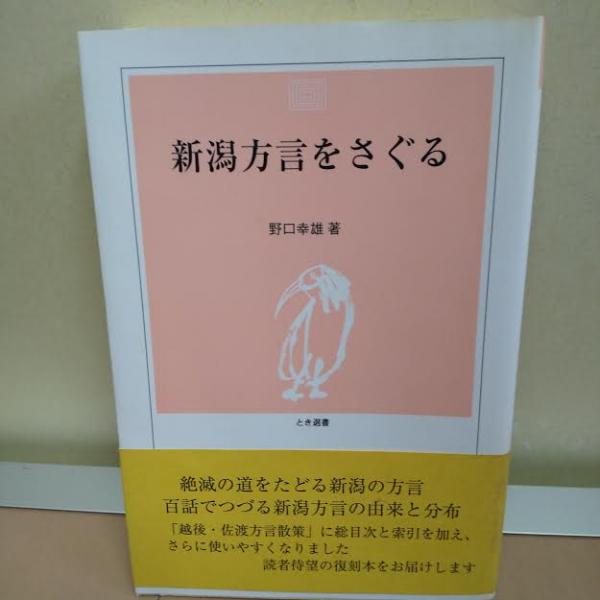 新潟方言をさぐる
野口幸雄 著
とき選書
絶滅の道をたどる新潟の方言
百話でつづる新潟方言の由来と分布
「越後・佐渡方言散策」に総目次と索引を加え、
さらに使いやすくなりました
読者待望の復刻本をお届けします